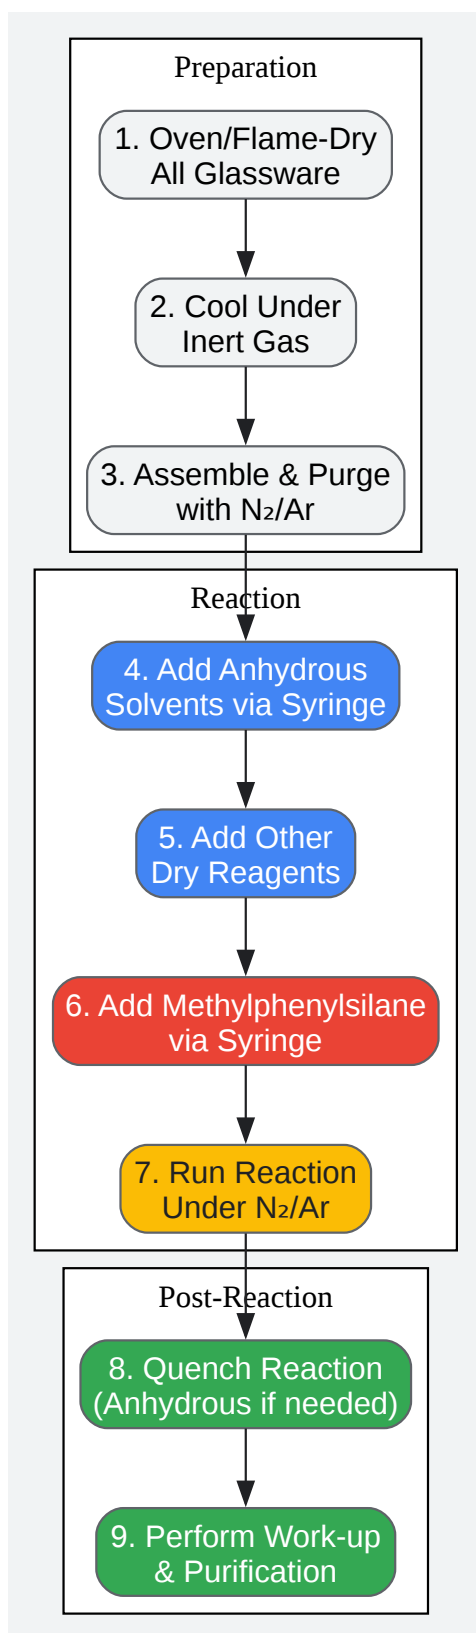 Preparation
1. Oven/Flame-Dry
All Glassware
2. Cool Under
Inert Gas
3. Assemble & Purge
with N₂/Ar
Reaction
4. Add Anhydrous
Solvents via Syringe
5. Add Other
Dry Reagents
6. Add Methylphenylsilane
via Syringe
7. Run Reaction
Under N₂/Ar
Post-Reaction
8. Quench Reaction
(Anhydrous if needed)
9. Perform Work-up
& Purification